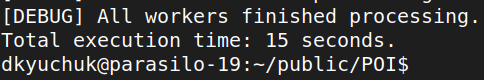 [DEBUG] All workers finished processing.
Total execution time: 15 seconds.
dkyuchuk@parasilo-19:~/public/POI$